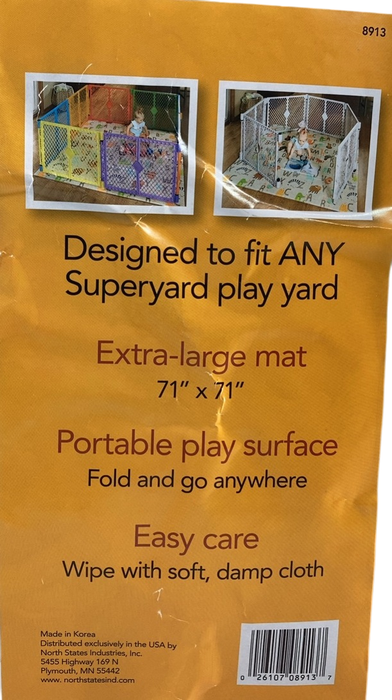 8913
Designed to fit ANY
Superyard play yard
Extra-large mat
71" x 71"
Portable play surface
Fold and go anywhere
Easy care
Wipe with soft, damp cloth
Made in Korea
Distributed exclusively in the USA by
North States Industries, Inc.
5455 Highway 169 N
Plymouth, MN 55442
www. northstatesind.com
0 26107 08913 7